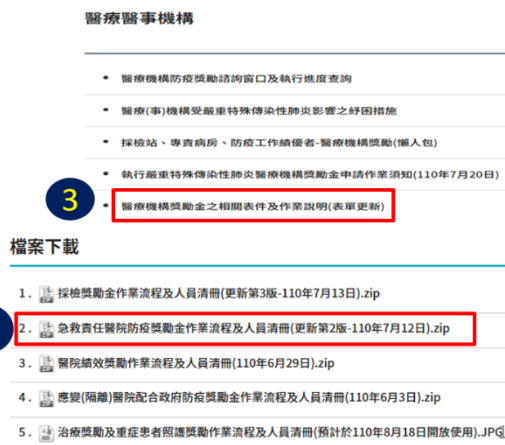 醫療醫事機構
• 醫療機構防疫獎勵諮詢窗口及執行進度查詢
• 醫療(事)機構受嚴重特殊傳染性肺炎影響之紓困措施
• 採檢站、專責病房、防疫工作績優者-醫療機構獎勵(懶人包)
• 執行嚴重特殊傳染性肺炎醫療機構獎勵金申請作業須知(110年7月20日)
3
• 醫療機構獎勵金之相關表件及作業說明(表單更新)
檔案下載
1. 採檢獎勵金作業流程及人員清冊(更新第3版-110年7月13日).zip
2. 急救責任醫院防疫獎勵金作業流程及人員清冊(更新第2版-110年7月12日).zip
3. 醫院績效獎勵作業流程及人員清冊(110年6月29日).zip
4. 應變(隔離)醫院配合政府防疫獎勵金作業流程及人員清冊(110年6月3日).zip
5. 治療獎勵及重症患者照護獎勵作業流程及人員清冊(預計於110年8月18日開放使用).JPG